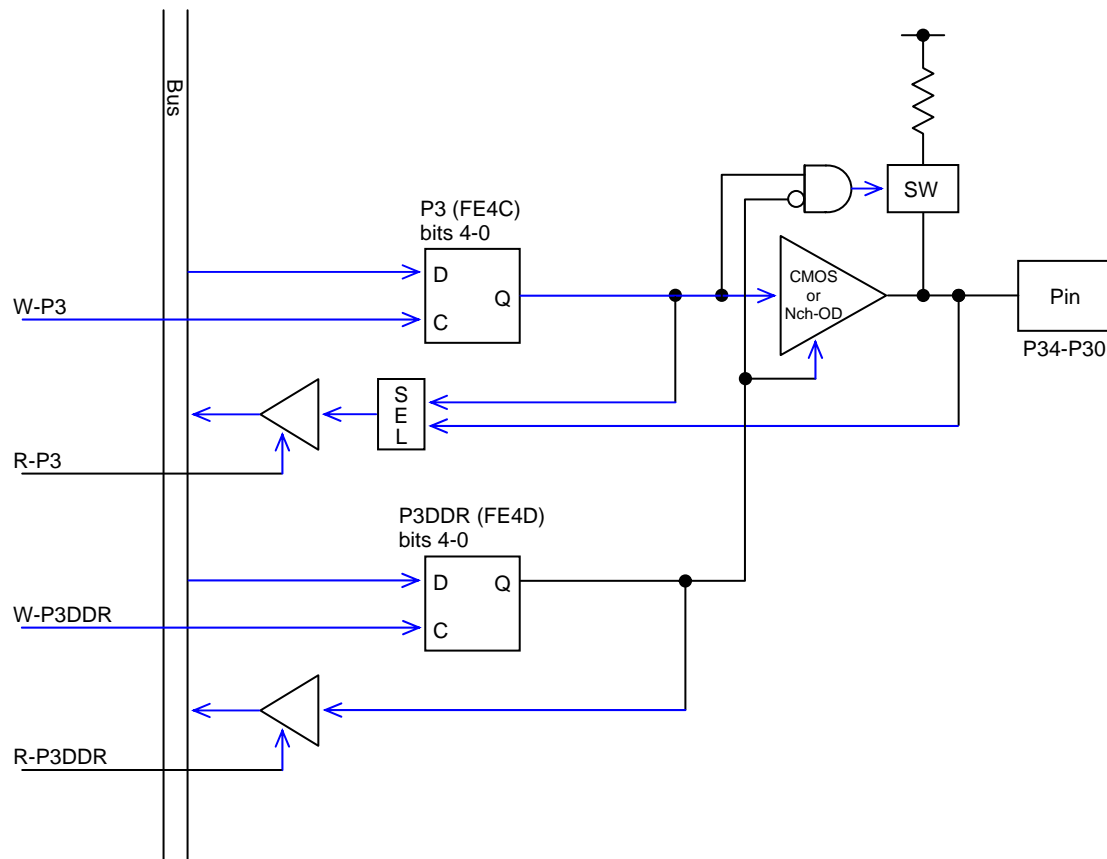 Bus
SW
P3 (FE4C)
bits 4-0
D
Q
C
CMOS
or
Nch-OD
Pin
P34-P30
W-P3
S
E
L
R-P3
P3DDR (FE4D)
bits 4-0
D
Q
C
W-P3DDR
R-P3DDR